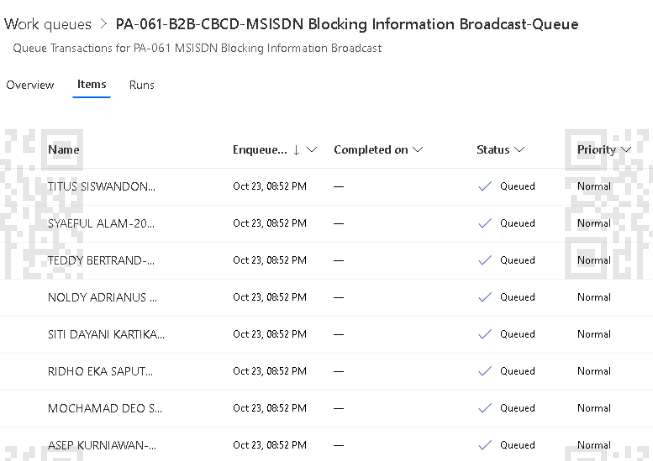 Work queues > PA-061-B2B-CBCD-MSISDN Blocking Information Broadcast-Queue
Queue Transactions for PA-061 MSISDN Blocking Information Broadcast
Overview Items Runs
Name Enqueue... ↓ Completed on Status Priority
TITUS SISWANDON... Oct 23, 08:52 PM — Queued Normal
SYAEFUL ALAM-20... Oct 23, 08:52 PM — Queued Normal
TEDDY BERTRAND-... Oct 23, 08:52 PM — Queued Normal
NOLDY ADRIANUS ... Oct 23, 08:52 PM — Queued Normal
SITI DAYANI KARTIKA... Oct 23, 08:52 PM — Queued Normal
RIDHO EKA SAPUT... Oct 23, 08:52 PM — Queued Normal
MOCHAMAD DEO S... Oct 23, 08:52 PM — Queued Normal
ASEP KURNIAWAN-... Oct 23, 08:52 PM — Queued Normal